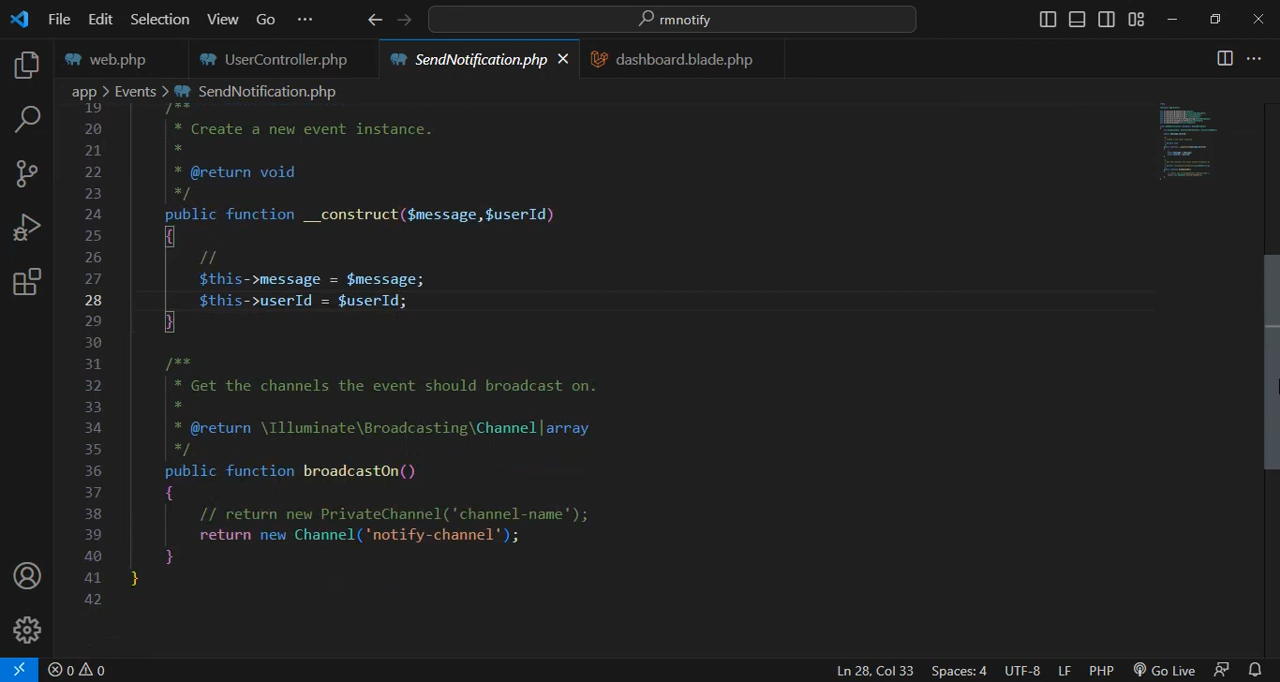 File Edit Selection View Go ··· rmnotify
web.php UserController.php SendNotification.php dashboard.blade.php
app > Events > SendNotification.php
19 /**
20 * Create a new event instance.
21 *
22 * @return void
23 */
24 public function __construct($message,$userId)
25 {
26 //
27 $this->message = $message;
28 $this->userId = $userId;
29 }
30
31 /**
32 * Get the channels the event should broadcast on.
33 *
34 * @return \Illuminate\Broadcasting\Channel|array
35 */
36 public function broadcastOn()
37 {
38 // return new PrivateChannel('channel-name');
39 return new Channel('notify-channel');
40 }
41 }
42
0 0 Ln 28, Col 33 Spaces: 4 UTF-8 LF PHP Go Live